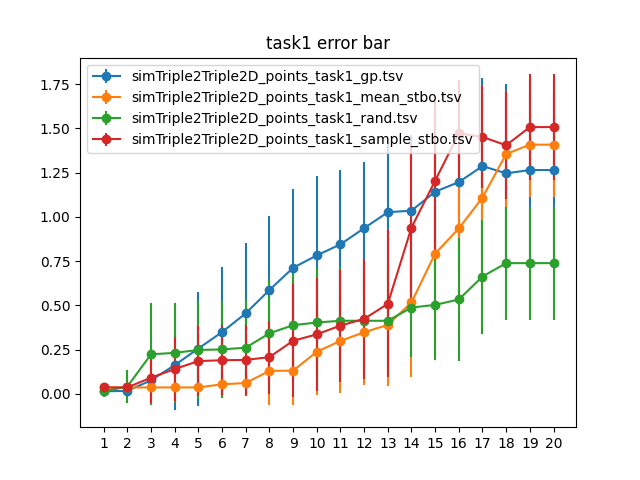 task1 error bar
simTriple2Triple2D_points_task1_gp.tsv
simTriple2Triple2D_points_task1_mean_stbo.tsv
simTriple2Triple2D_points_task1_rand.tsv
simTriple2Triple2D_points_task1_sample_stbo.tsv
1.75
1.50
1.25
1.00
0.75
0.50
0.25
0.00
1 2 3 4 5 6 7 8 9 10 11 12 13 14 15 16 17 18 19 20